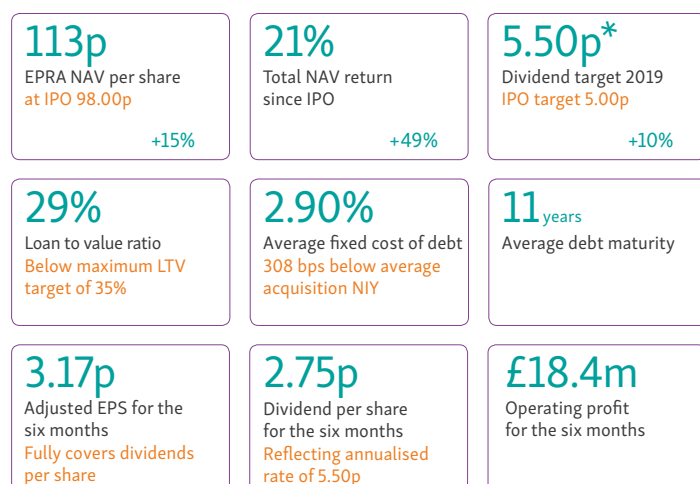 113p
EPRA NAV per share
at IPO 98.00p
+15%
21%
Total NAV return
since IPO
+49%
5.50p*
Dividend target 2019
IPO target 5.00p
+10%
29%
Loan to value ratio
Below maximum LTV
target of 35%
2.90%
Average fixed cost of debt
308 bps below average
acquisition NIY
11 years
Average debt maturity
3.17p
Adjusted EPS for the
six months
Fully covers dividends
per share
2.75p
Dividend per share
for the six months
Reflecting annualised
rate of 5.50p
£18.4m
Operating profit
for the six months